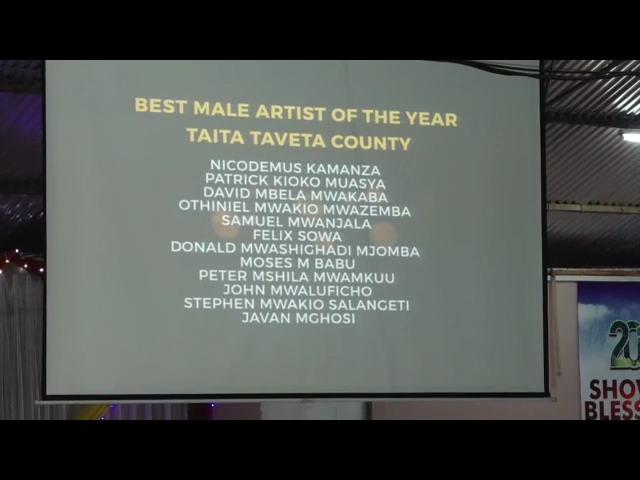 BEST MALE ARTIST OF THE YEAR
TAITA TAVETA COUNTY
NICODEMUS KAMANZA
PATRICK KIOKO MUASYA
DAVID MBELA MWAKABA
OTHINIEL MWAKIO MWAZEMBA
SAMUEL MWANJALA
FELIX SOWA
DONALD MWASHIGHADI MJOMBA
MOSES M BABU
PETER MSHILA MWAMKUU
JOHN MWALUFICHO
STEPHEN MWAKIO SALANGETI
JAVAN MGHOSI